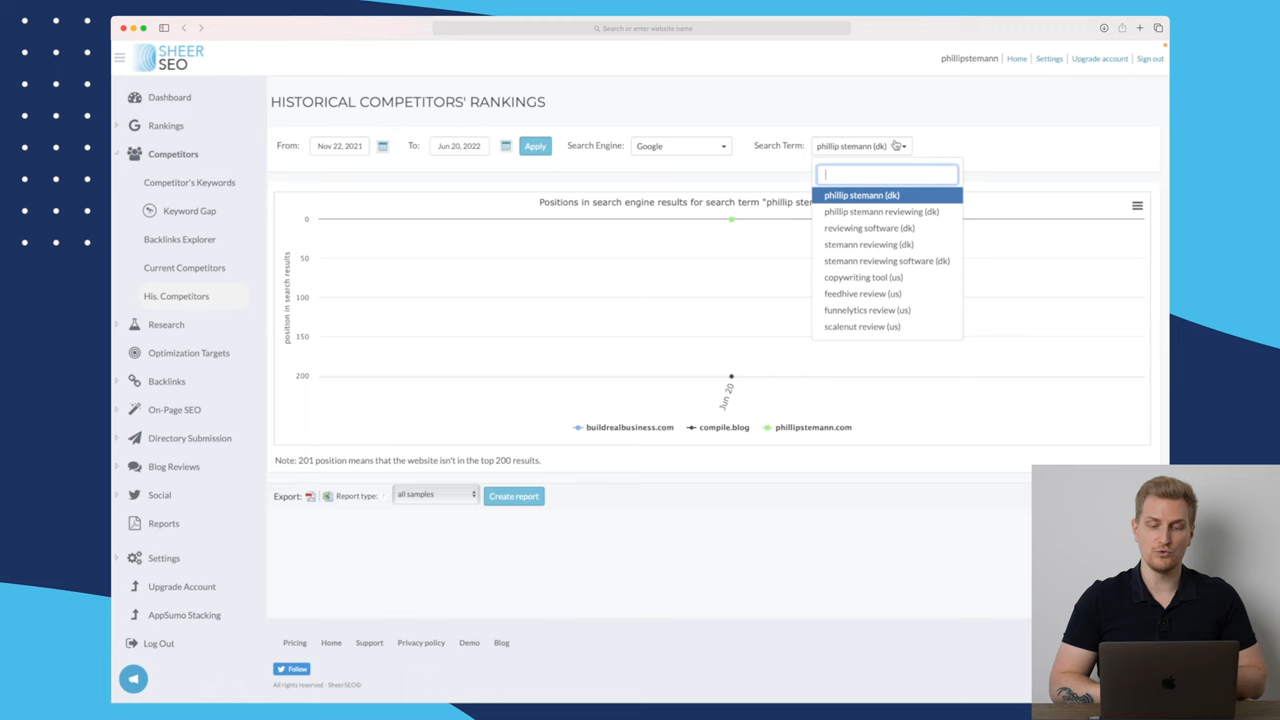 Search or enter website name
SHEER
SEO
phillipstemann | Home | Settings | Upgrade account | Sign out
Dashboard
Rankings
Competitors
Competitor's Keywords
Keyword Gap
Backlinks Explorer
Current Competitors
His. Competitors
Research
Optimization Targets
Backlinks
On-Page SEO
Directory Submission
Blog Reviews
Social
Reports
Settings
Upgrade Account
AppSumo Stacking
Log Out
HISTORICAL COMPETITORS' RANKINGS
From: Nov 22, 2021 To: Jun 20, 2022 Apply Search Engine: Google Search Term: phillip stemann (dk)
phillip stemann (dk)
phillip stemann reviewing (dk)
reviewing software (dk)
stemann reviewing (dk)
stemann reviewing software (dk)
copywriting tool (us)
feedhive review (us)
funnelytics review (us)
scalenut review (us)
Positions in search engine results for search term "phillip ste
position in search results
0
50
100
150
200
Jun 20
buildrealbusiness.com compile.blog phillipstemann.com
Note: 201 position means that the website isn't in the top 200 results.
Export: | Report type: ? all samples Create report
Pricing Home Support Privacy policy Demo Blog
Follow
All rights reserved - SheerSEO©